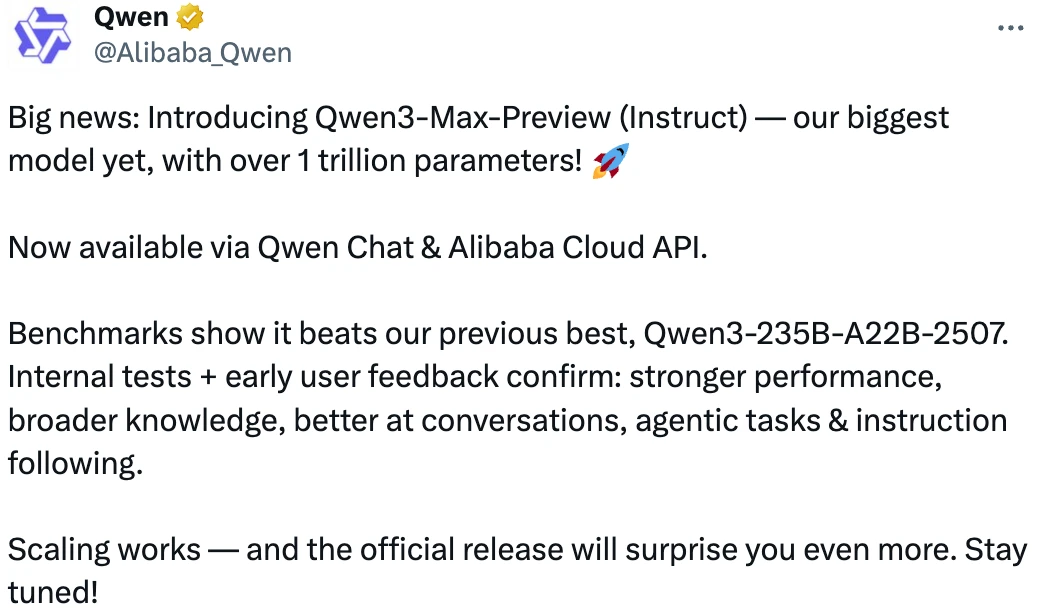 Qwen
@Alibaba_Qwen
Big news: Introducing Qwen3-Max-Preview (Instruct) — our biggest
model yet, with over 1 trillion parameters! 🚀
Now available via Qwen Chat & Alibaba Cloud API.
Benchmarks show it beats our previous best, Qwen3-235B-A22B-2507.
Internal tests + early user feedback confirm: stronger performance,
broader knowledge, better at conversations, agentic tasks & instruction
following.
Scaling works — and the official release will surprise you even more. Stay
tuned!